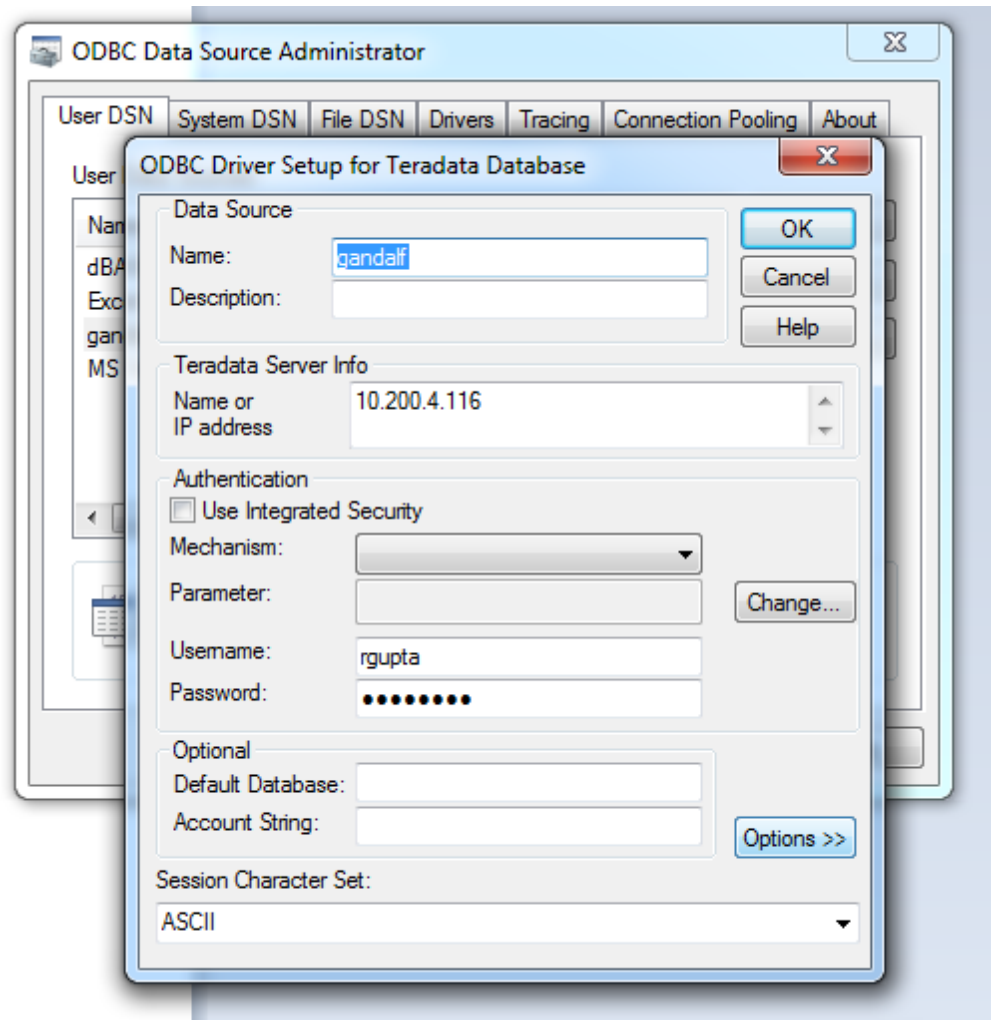 ODBC Data Source Administrator
User DSN System DSN File DSN Drivers Tracing Connection Pooling About
User
ODBC Driver Setup for Teradata Database
Data Source
Name: gandalf
Description:
OK
Cancel
Help
Teradata Server Info
Name or
IP address
10.200.4.116
Authentication
Use Integrated Security
Mechanism:
Parameter:
Change...
Username: rgupta
Password: ••••••••
Optional
Default Database:
Account String:
Options >>
Session Character Set:
ASCII
Nam
dBA
Exc
gan
MS